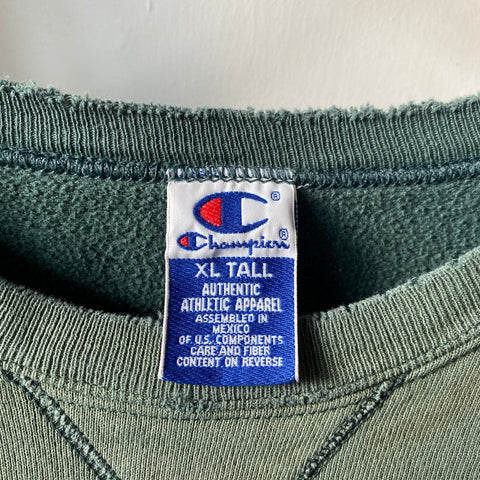 C®
Champion®
XL TALL
AUTHENTIC
ATHLETIC APPAREL
ASSEMBLED IN
MEXICO
OF U.S. COMPONENTS
CARE AND FIBER
CONTENT ON REVERSE